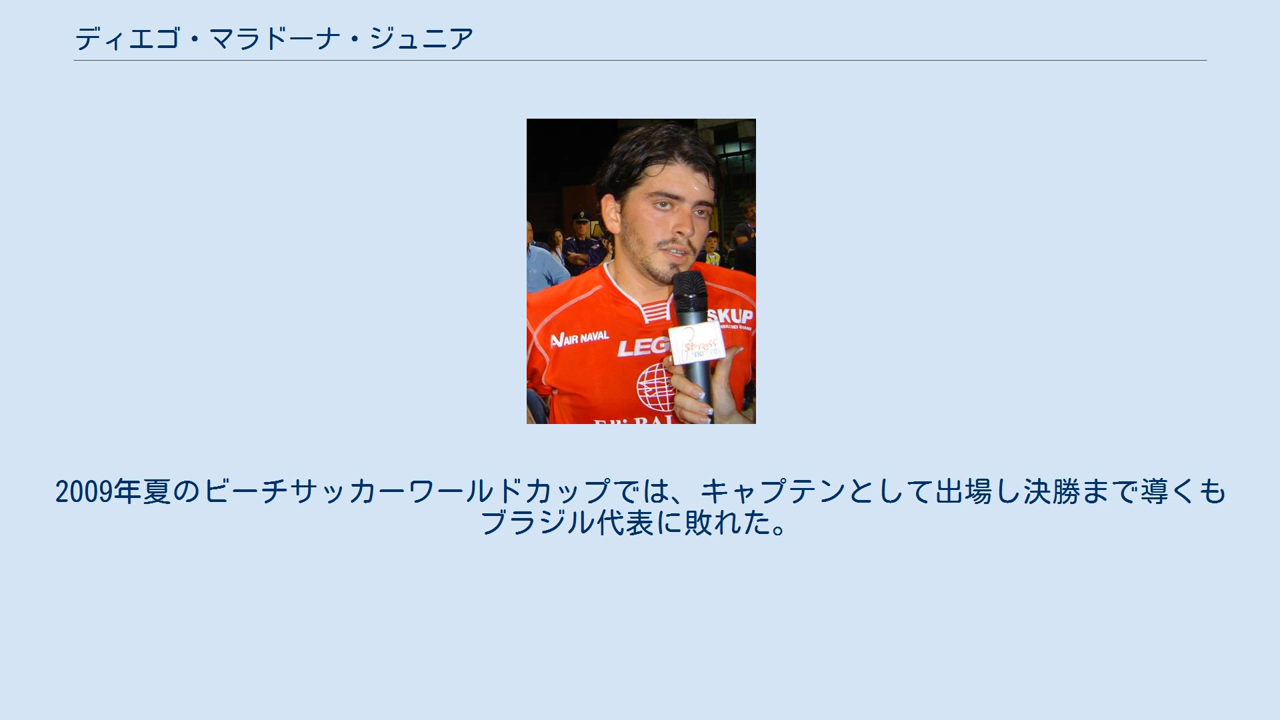 ディエゴ・マラドーナ・ジュニア
AIR NAVAL
SKUP
2009年夏のビーチサッカーワールドカップでは、キャプテンとして出場し決勝まで導くも
ブラジル代表に敗れた。